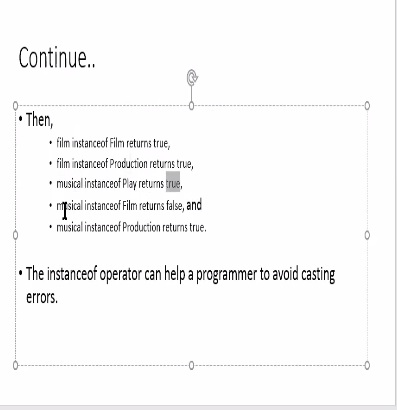 Continue..
• Then,
• film instanceof Film returns true,
• film instanceof Production returns true,
• musical instanceof Play returns true,
• musical instanceof Film returns false, and
• musical instanceof Production returns true.
• The instanceof operator can help a programmer to avoid casting
errors.